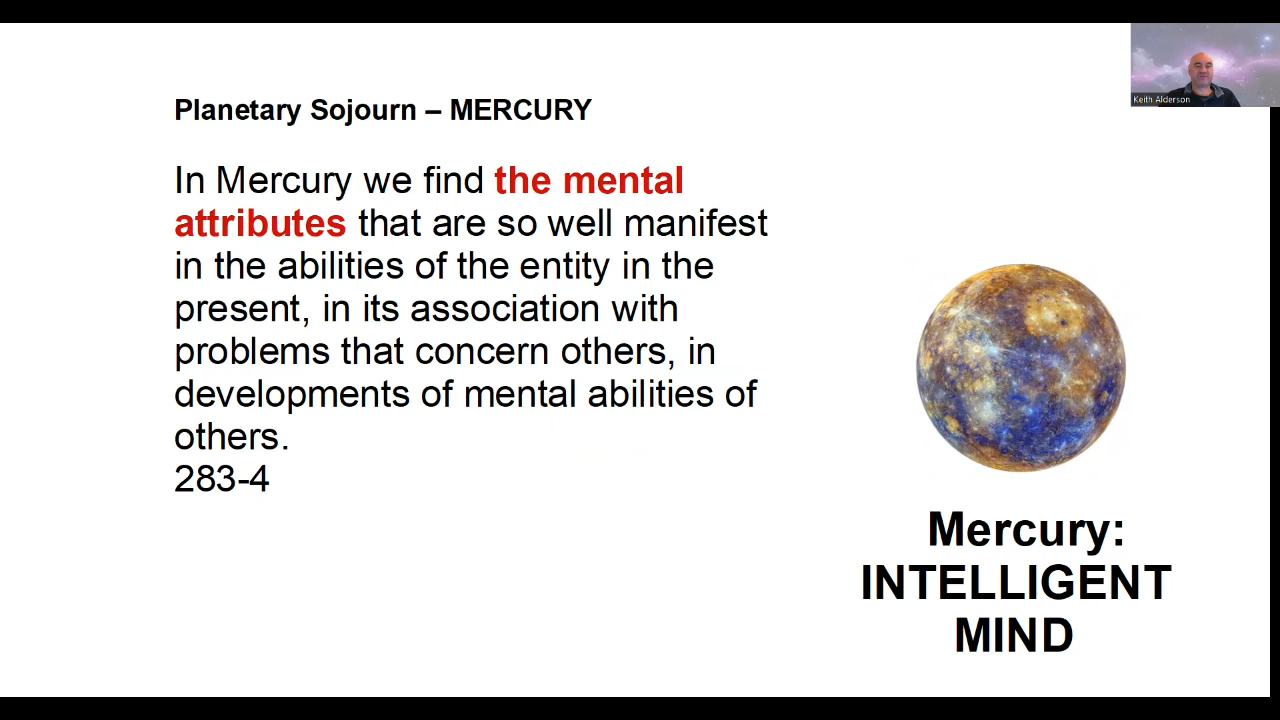 Keith Alderson
Planetary Sojourn – MERCURY
In Mercury we find the mental
attributes that are so well manifest
in the abilities of the entity in the
present, in its association with
problems that concern others, in
developments of mental abilities of
others.
283-4
Mercury:
INTELLIGENT
MIND